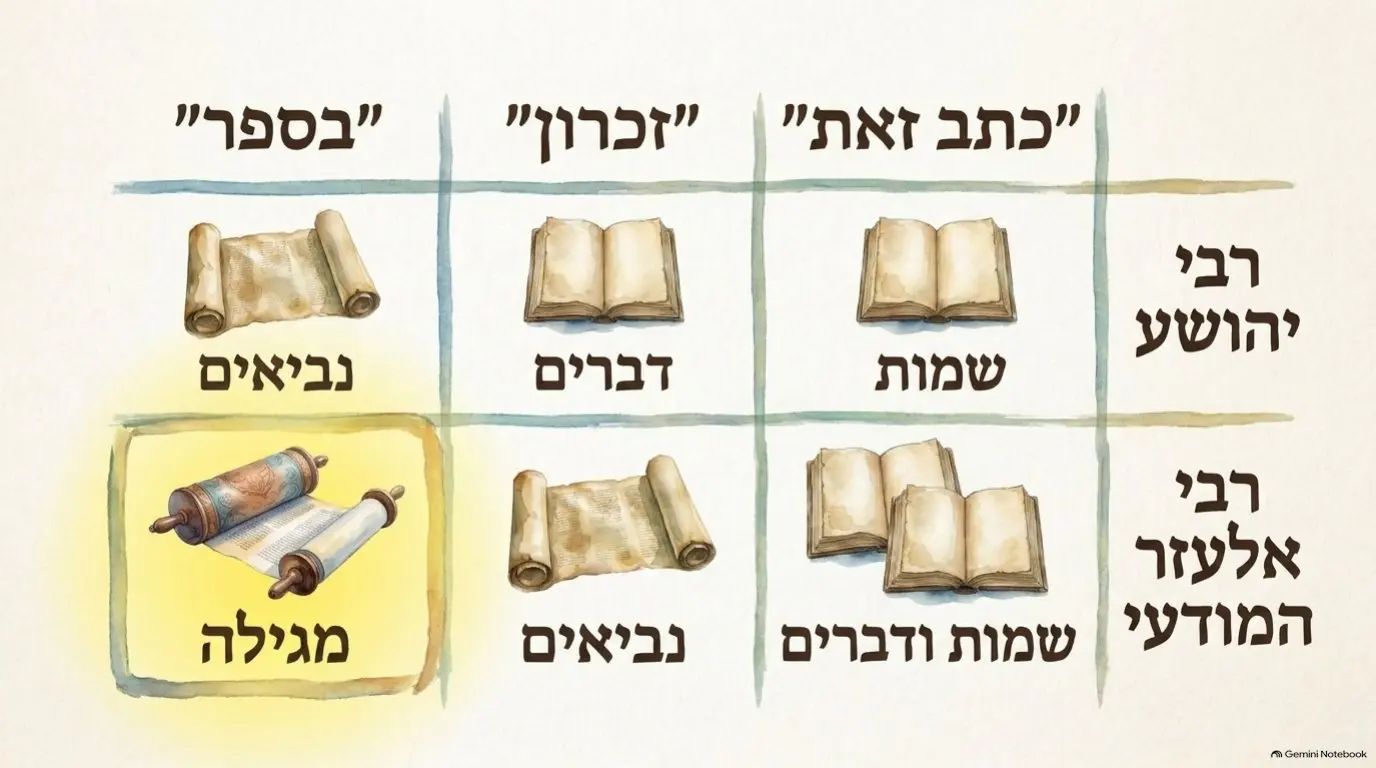 "כתב זאת"
"זכרון"
"בספר"
רבי
יהושע
שמות
דברים
נביאים
רבי
אלעזר
המודעי
שמות ודברים
נביאים
מגילה
Gemini Notebook